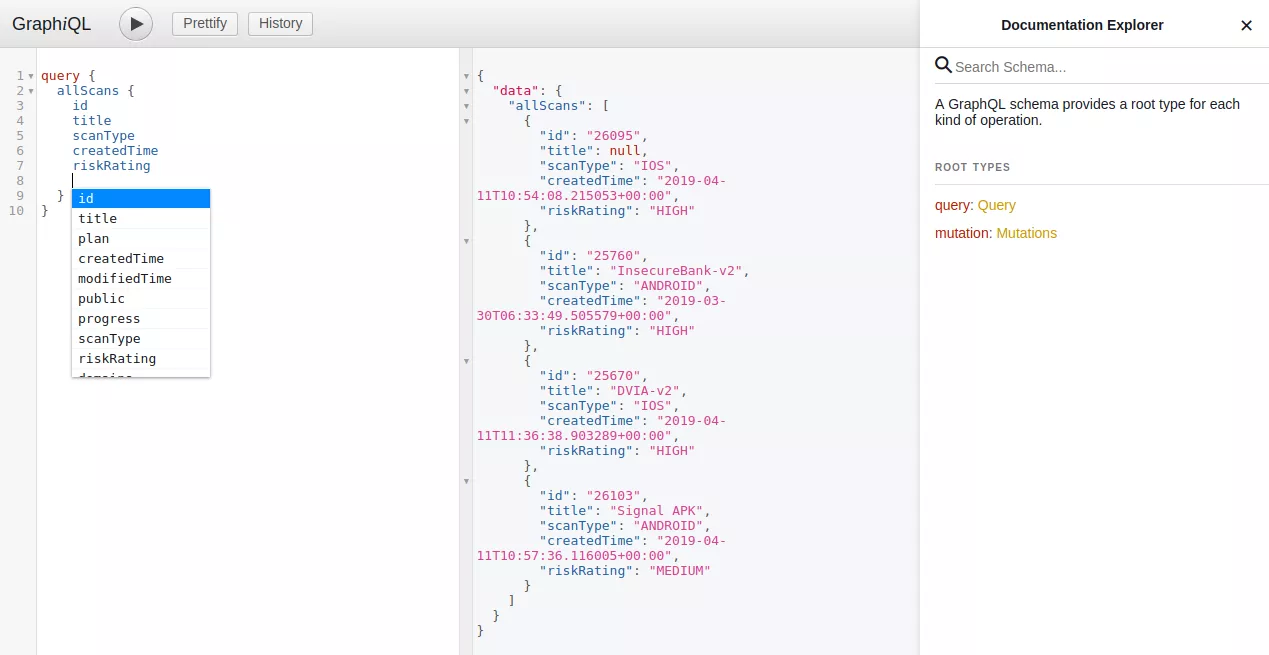 GraphiQL
Prettify
History
1 query {
2 allScans {
3 id
4 title
5 scanType
6 createdTime
7 riskRating
8
9 }
10 }
id
title
plan
createdTime
modifiedTime
public
progress
scanType
riskRating
{
"data": {
"allScans": [
{
"id": "26095",
"title": null,
"scanType": "IOS",
"createdTime": "2019-04-
11T10:54:08.215053+00:00",
"riskRating": "HIGH"
},
{
"id": "25760",
"title": "InsecureBank-v2",
"scanType": "ANDROID",
"createdTime": "2019-03-
30T06:33:49.505579+00:00",
"riskRating": "HIGH"
},
{
"id": "25670",
"title": "DVIA-v2",
"scanType": "IOS",
"createdTime": "2019-04-
11T11:36:38.903289+00:00",
"riskRating": "HIGH"
},
{
"id": "26103",
"title": "Signal APK",
"scanType": "ANDROID",
"createdTime": "2019-04-
11T10:57:36.116005+00:00",
"riskRating": "MEDIUM"
}
]
}
}
Documentation Explorer
Search Schema...
A GraphQL schema provides a root type for each
kind of operation.
ROOT TYPES
query: Query
mutation: Mutations